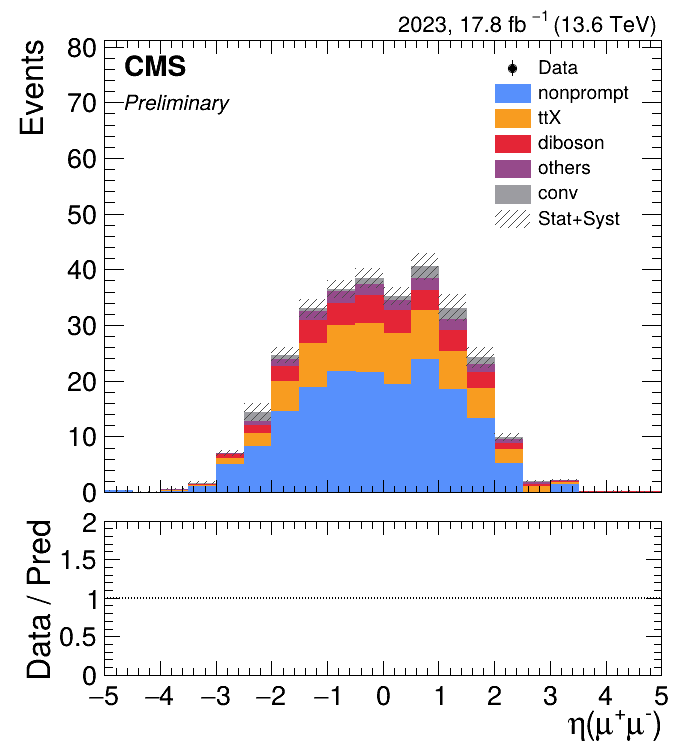 2023, 17.8 fb⁻¹ (13.6 TeV)
CMS
Preliminary
Events
80
70
60
50
40
30
20
10
0
Data
nonprompt
ttX
diboson
others
conv
Stat+Syst
Data / Pred
2
1.5
1
0.5
0
−5 −4 −3 −2 −1 0 1 2 3 4 5
η(μ⁺μ⁻)